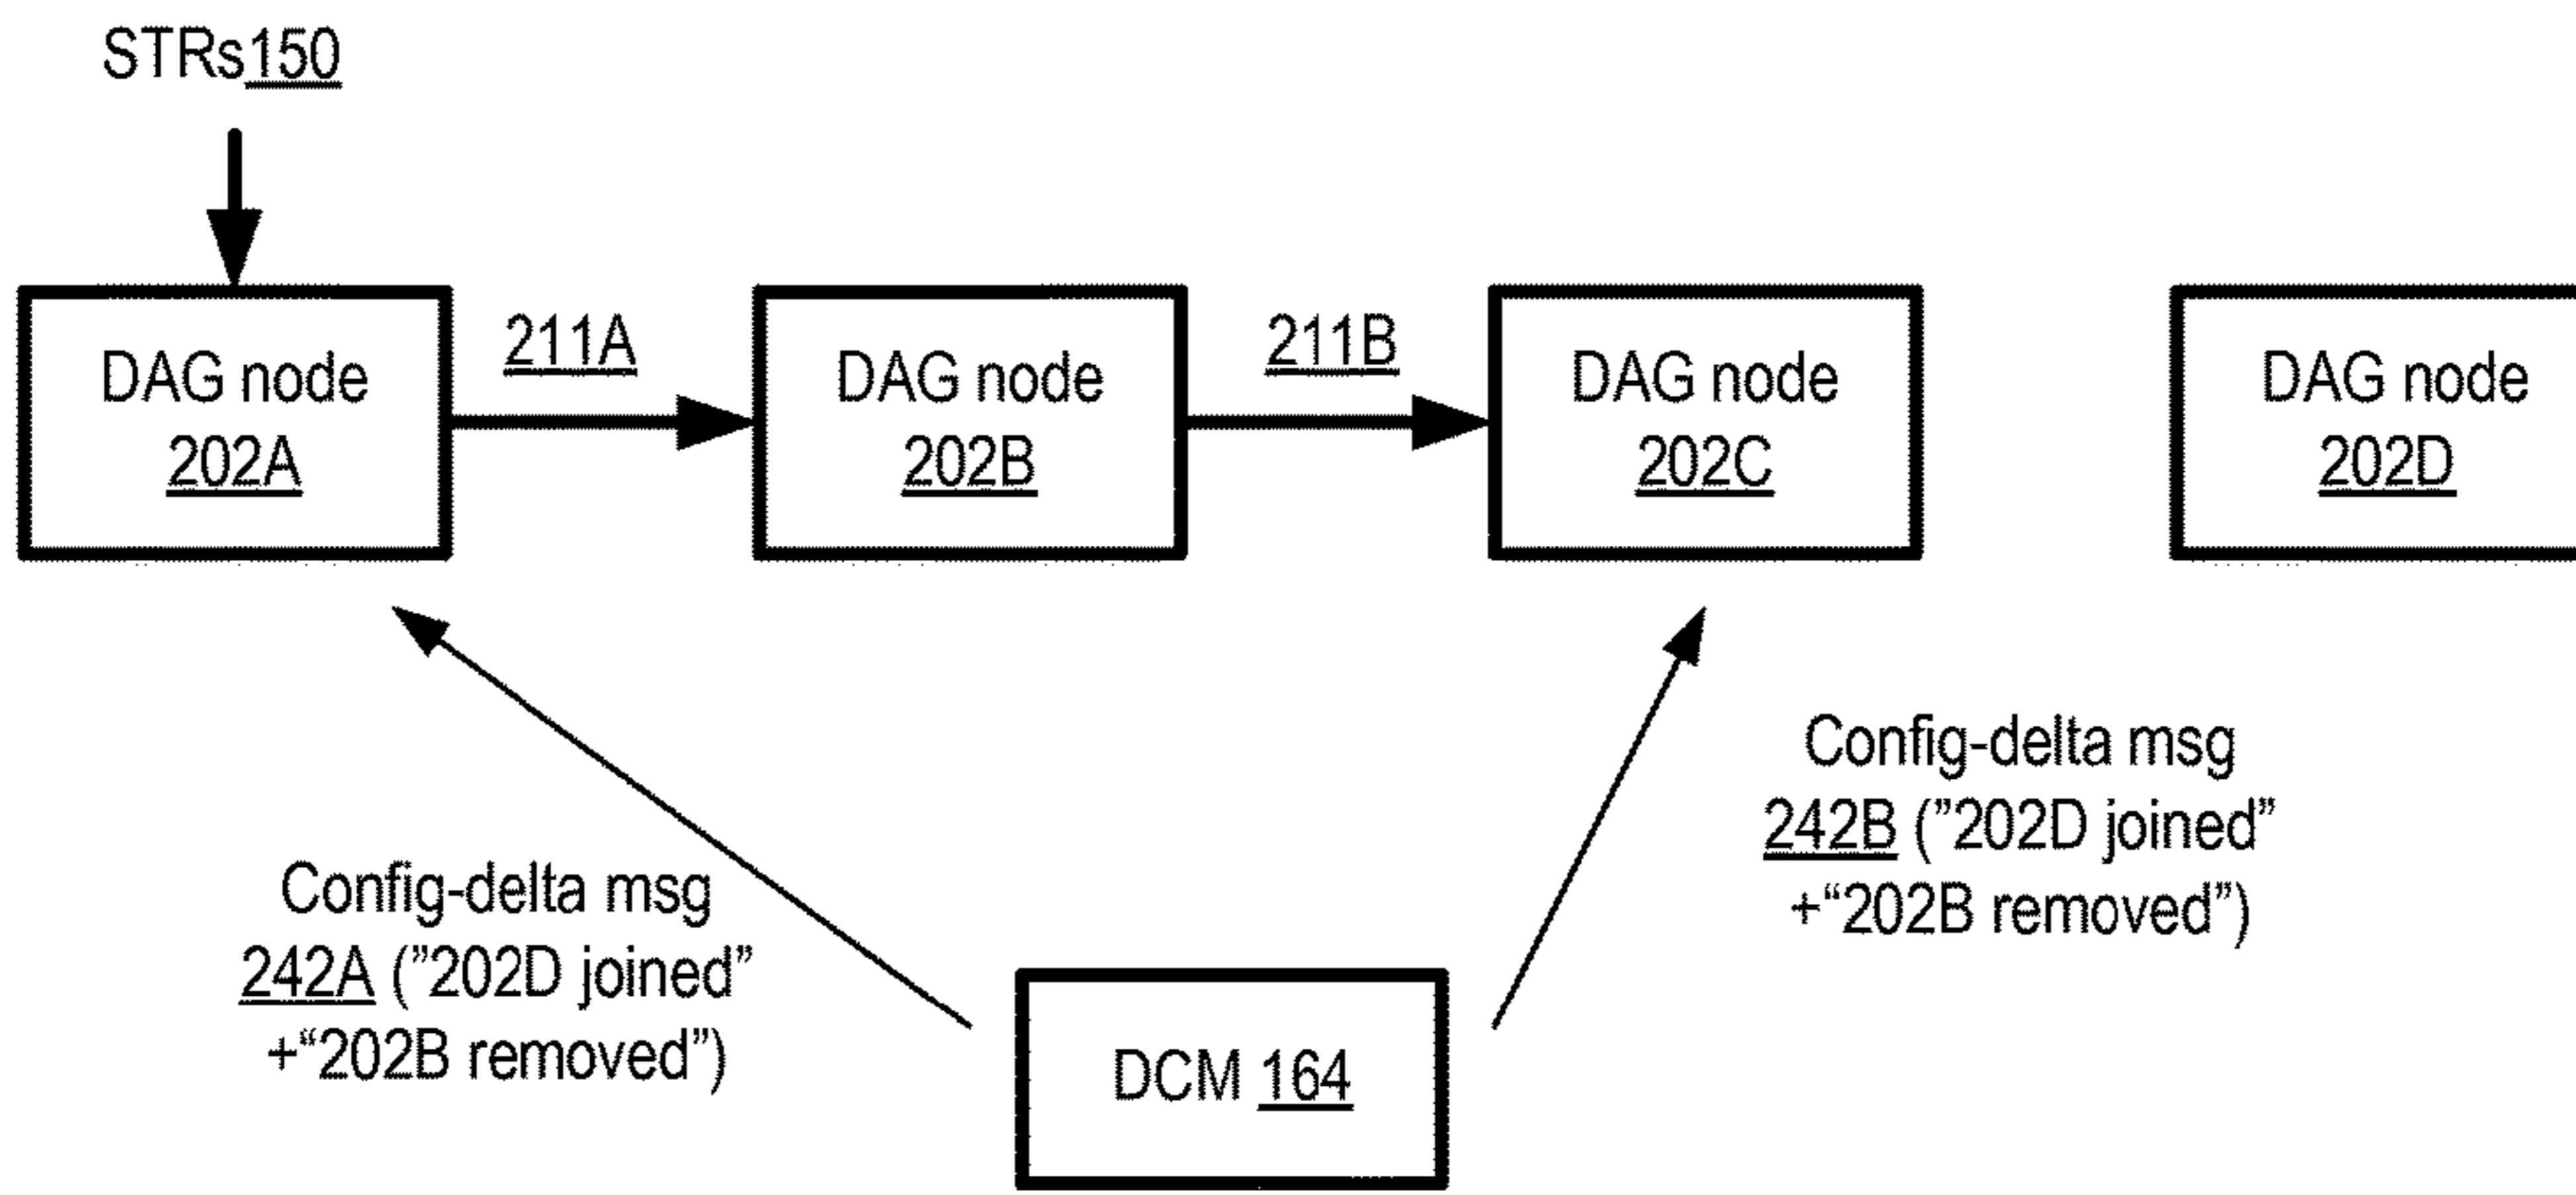 STRs150
211A
211B
DAG node
202A
DAG node
202B
DAG node
202C
DAG node
202D
Config-delta msg
242B (”202D joined”
+“202B removed”)
Config-delta msg
242A (”202D joined”
+“202B removed”)
DCM 164